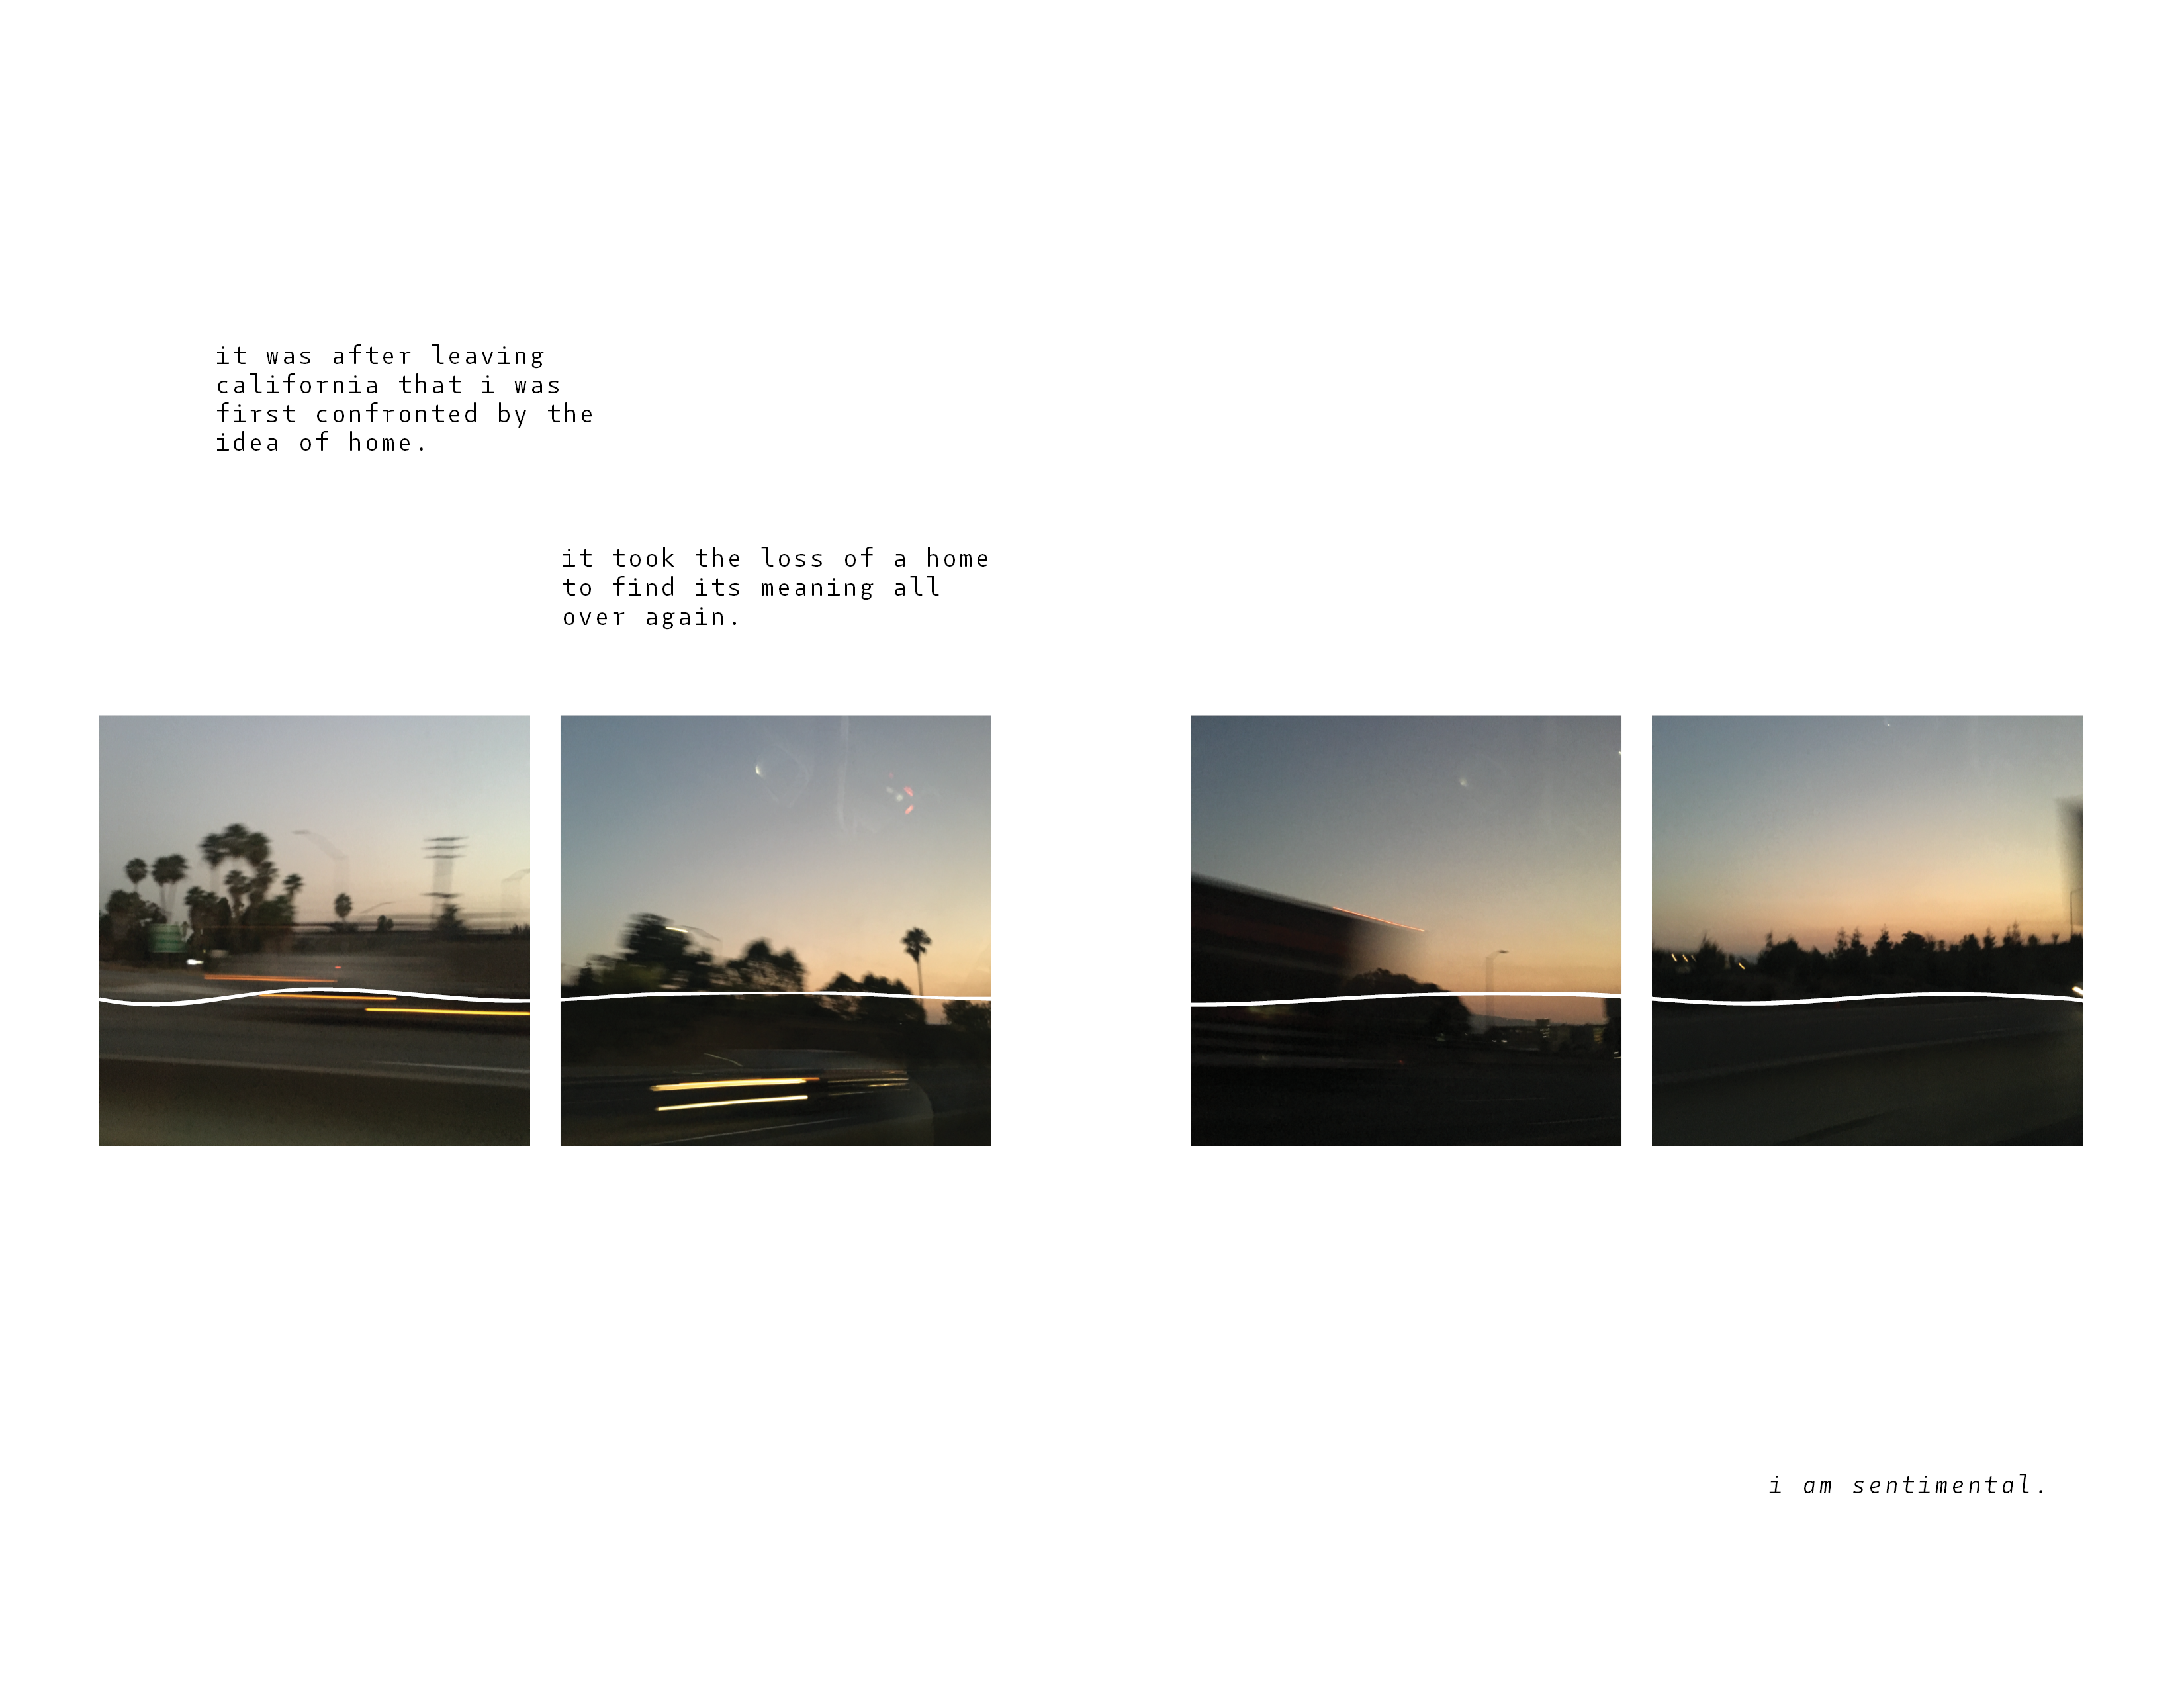 it was after leaving
california that i was
first confronted by the
idea of home.
it took the loss of a home
to find its meaning all
over again.
i am sentimental.